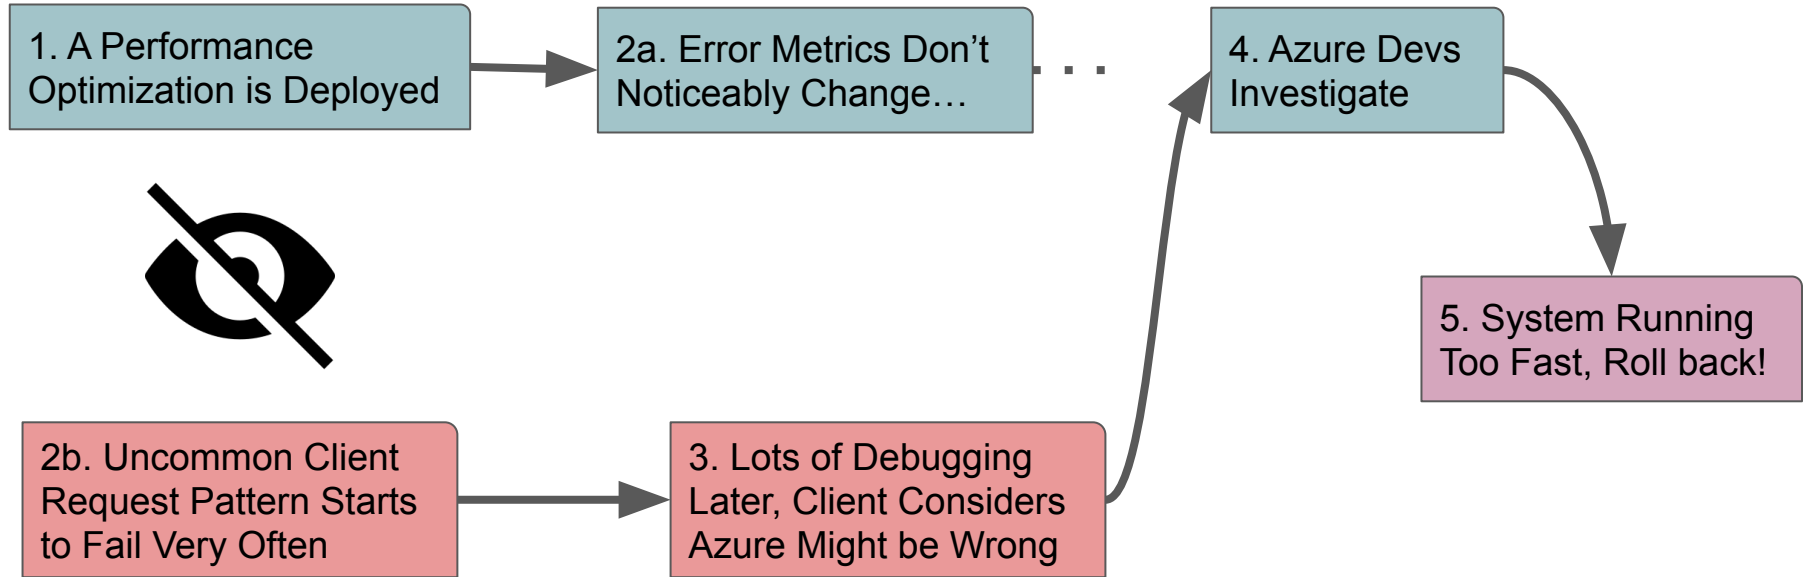 1. A Performance
Optimization is Deployed
2a. Error Metrics Don’t
Noticeably Change…
. . .
4. Azure Devs
Investigate
5. System Running
Too Fast, Roll back!
2b. Uncommon Client
Request Pattern Starts
to Fail Very Often
3. Lots of Debugging
Later, Client Considers
Azure Might be Wrong